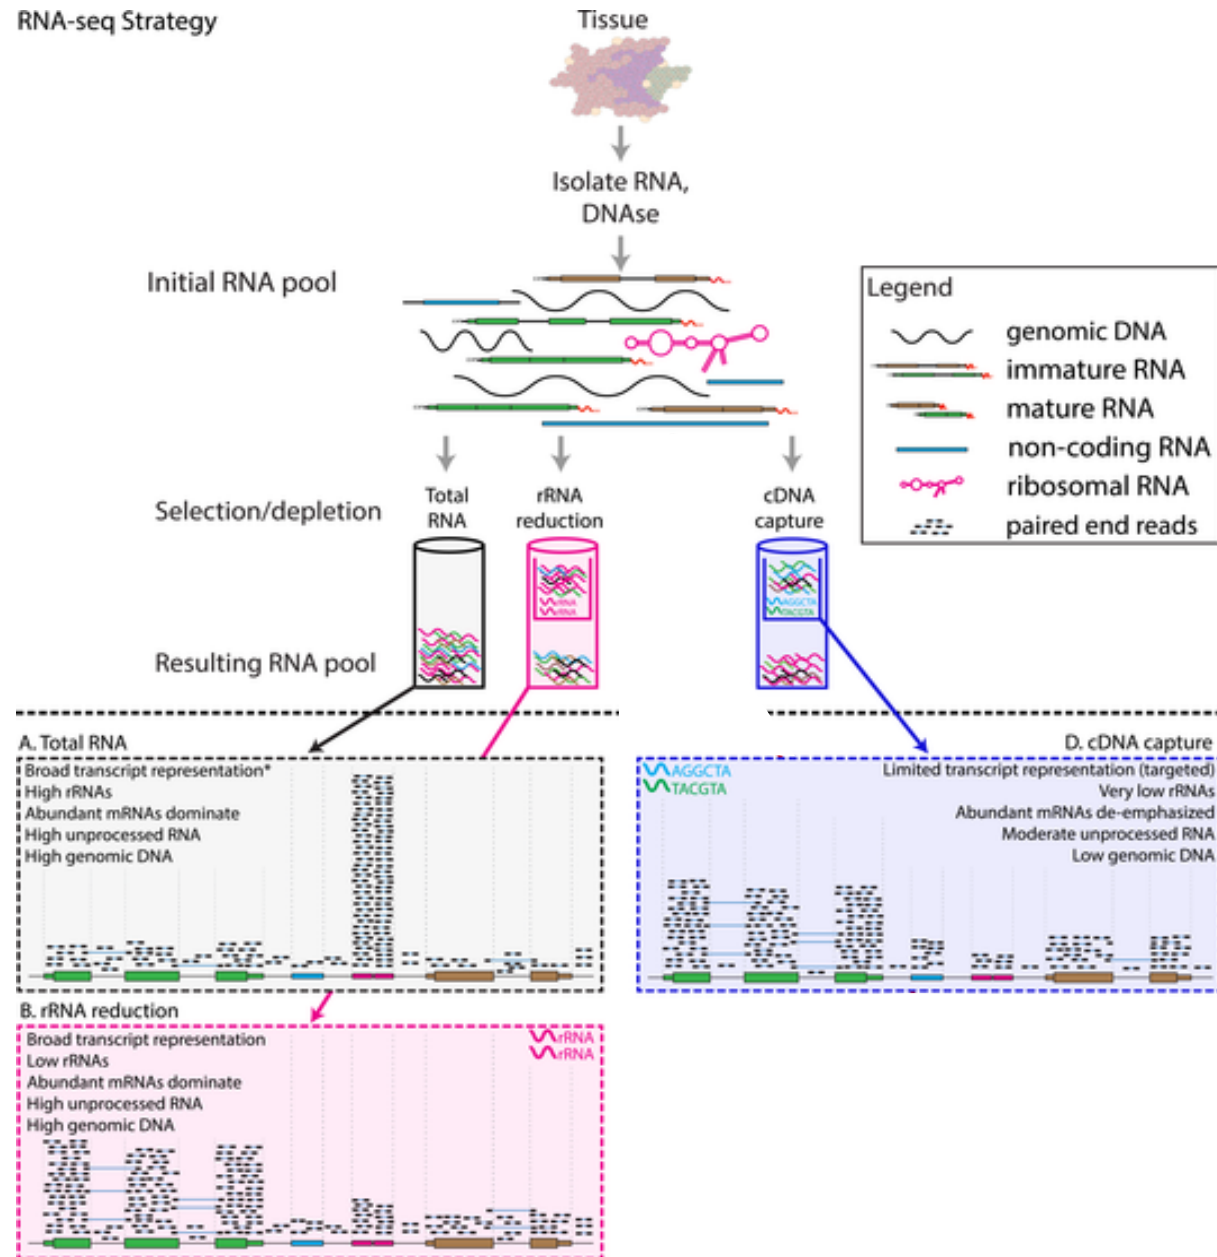 RNA-seq Strategy
Tissue
Isolate RNA,
DNAse
Initial RNA pool
Legend
genomic DNA
immature RNA
mature RNA
non-coding RNA
ribosomal RNA
paired end reads
Selection/depletion
Total
RNA
rRNA
reduction
cDNA
capture
rRNA
rRNA
AGGCTA
TACGTA
Resulting RNA pool
A. Total RNA
Broad transcript representation*
High rRNAs
Abundant mRNAs dominate
High unprocessed RNA
High genomic DNA
D. cDNA capture
AGGCTA
TACGTA
Limited transcript representation (targeted)
Very low rRNAs
Abundant mRNAs de-emphasized
Moderate unprocessed RNA
Low genomic DNA
B. rRNA reduction
rRNA
rRNA
Broad transcript representation
Low rRNAs
Abundant mRNAs dominate
High unprocessed RNA
High genomic DNA